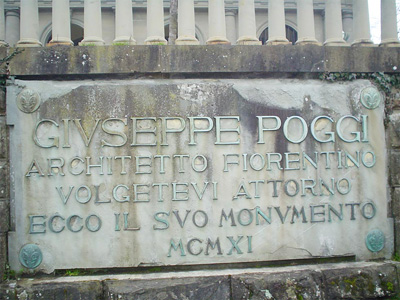 GIVSEPPE POGGI
ARCHITETTO FIORENTINO
VOLGETEVI ATTORNO
ECCO IL SVO MONVMENTO
MCMXI